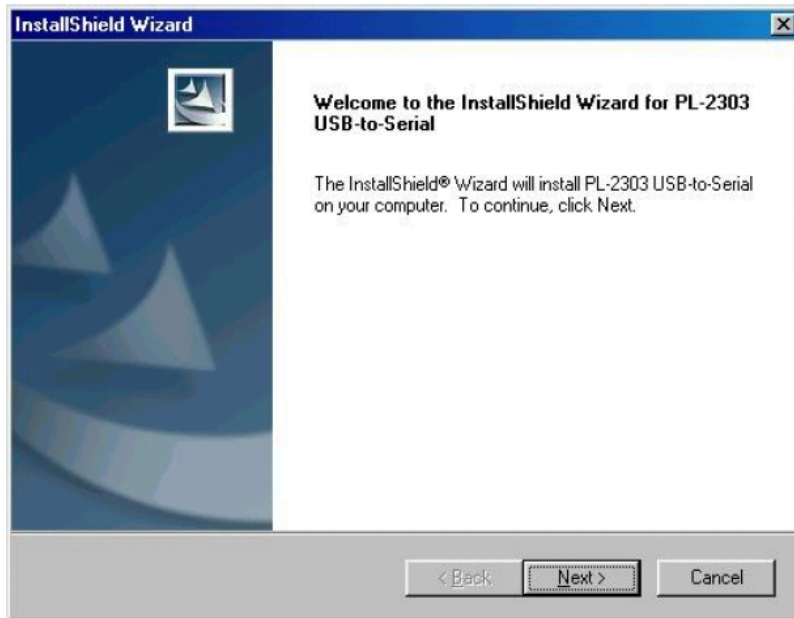 InstallShield Wizard
Welcome to the InstallShield Wizard for PL-2303
USB-to-Serial
The InstallShield® Wizard will install PL-2303 USB-to-Serial
on your computer. To continue, click Next.
< Back
Next >
Cancel